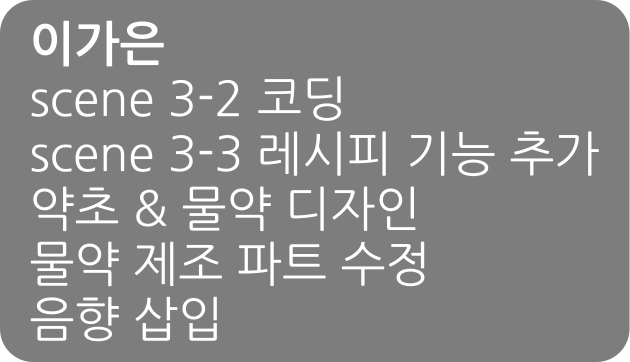 이가은
scene 3-2 코딩
scene 3-3 레시피 기능 추가
약초 & 물약 디자인
물약 제조 파트 수정
음향 삽입